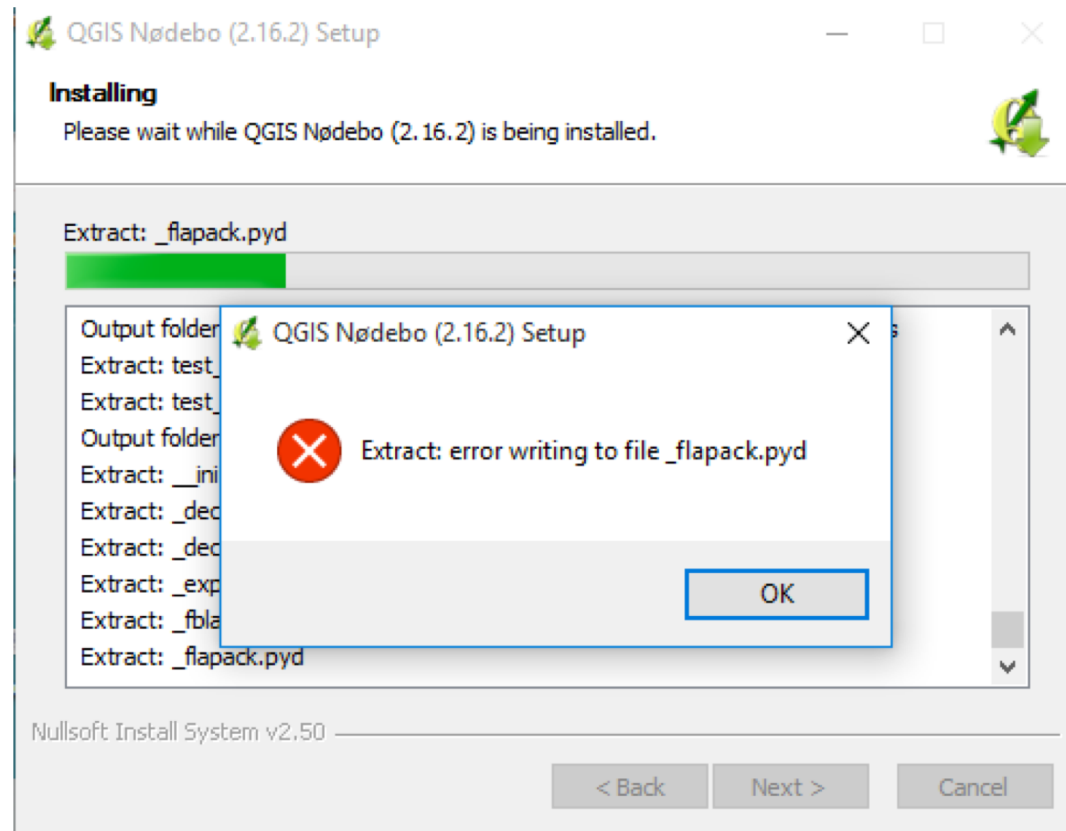 QGIS Nødebo (2.16.2) Setup
Installing
Please wait while QGIS Nødebo (2.16.2) is being installed.
Extract: _flapack.pyd
Output folder
Extract: test_
Extract: test_
Output folder
Extract: __ini
Extract: _dec
Extract: _dec
Extract: _exp
Extract: _fbla
Extract: _flapack.pyd
QGIS Nødebo (2.16.2) Setup
Extract: error writing to file _flapack.pyd
OK
Nullsoft Install System v2.50
< Back Next > Cancel